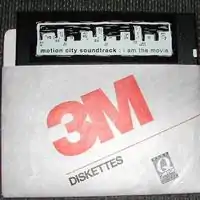 motion city soundtrack : i am the movie
3M
DISKETTES